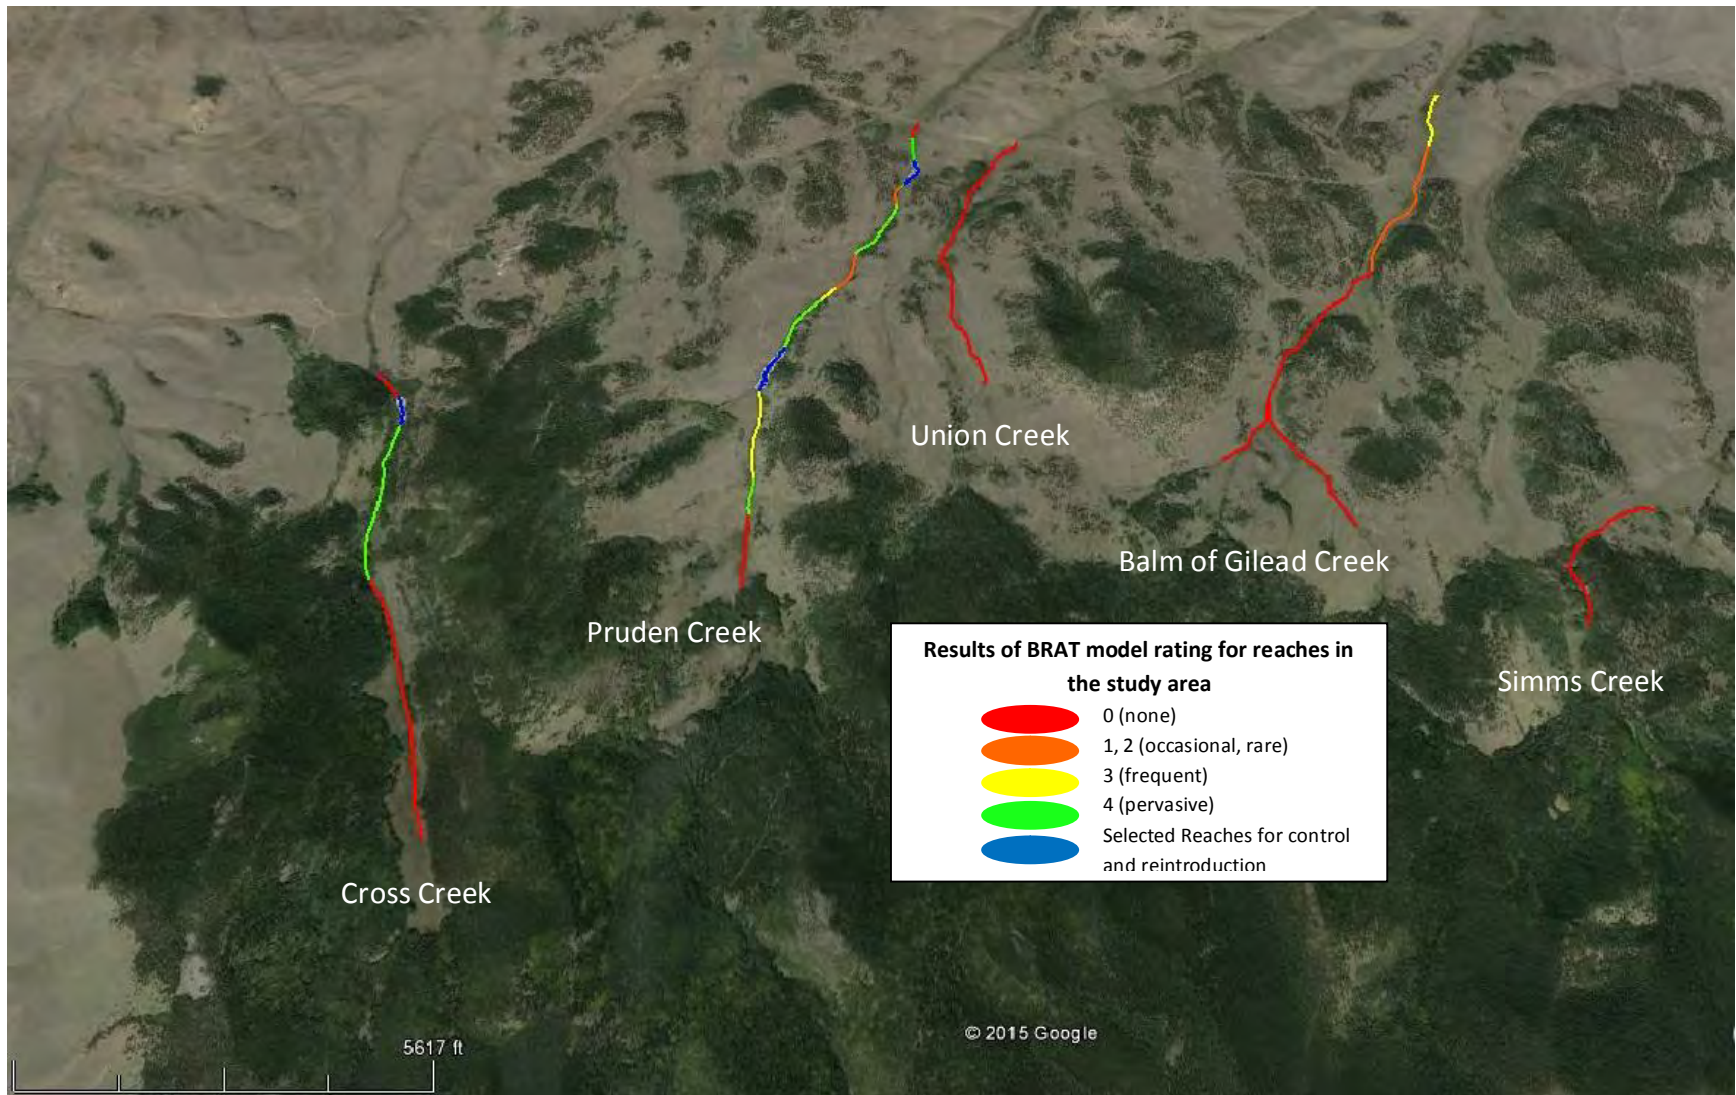 Union Creek
Balm of Gilead Creek
Pruden Creek
Simms Creek
Cross Creek
Results of BRAT model rating for reaches in
the study area
0 (none)
1, 2 (occasional, rare)
3 (frequent)
4 (pervasive)
Selected Reaches for control
and reintroduction
© 2015 Google
5617 ft